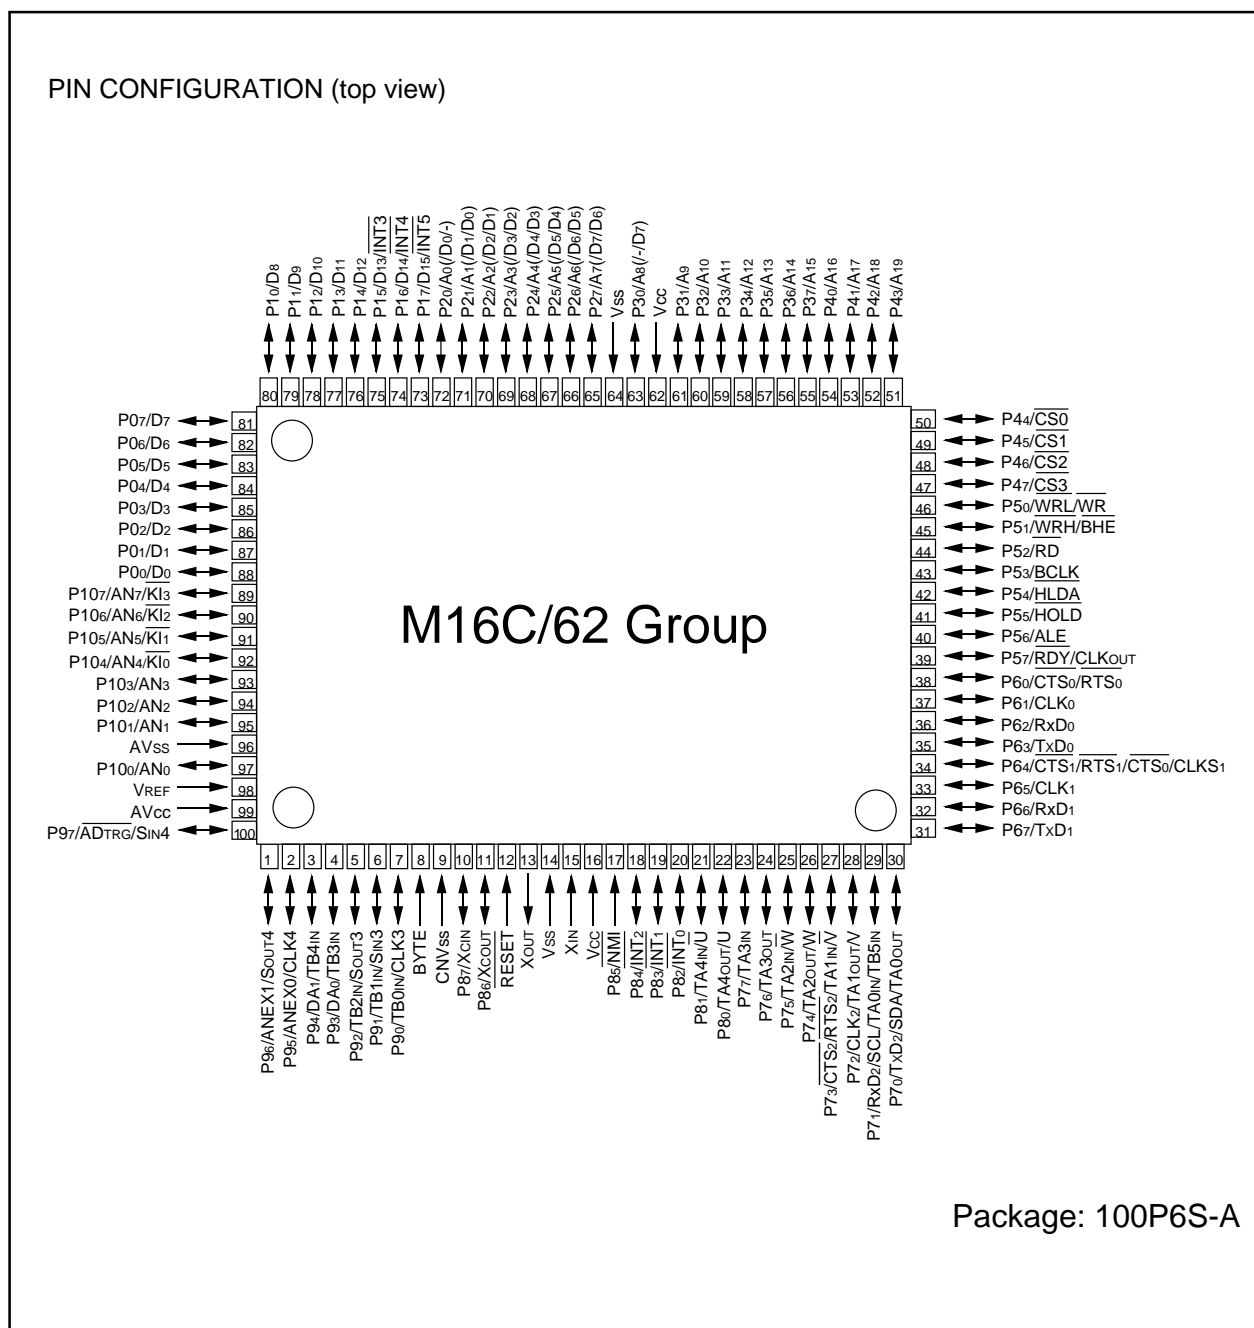 PIN CONFIGURATION (top view)
P10/D8
P11/D9
P12/D10
P13/D11
P14/D12
P15/D13/INT3
P16/D14/INT4
P17/D15/INT5
P20/A0(/D0/-)
P21/A1(/D1/D0)
P22/A2(/D2/D1)
P23/A3(/D3/D2)
P24/A4(/D4/D3)
P25/A5(/D5/D4)
P26/A6(/D6/D5)
P27/A7(/D7/D6)
Vss
P30/A8(/-/D7)
Vcc
P31/A9
P32/A10
P33/A11
P34/A12
P35/A13
P36/A14
P37/A15
P40/A16
P41/A17
P42/A18
P43/A19
80 79 78 77 76 75 74 73 72 71 70 69 68 67 66 65 64 63 62 61 60 59 58 57 56 55 54 53 52 51
P07/D7 81
P06/D6 82
P05/D5 83
P04/D4 84
P03/D3 85
P02/D2 86
P01/D1 87
P00/D0 88
P107/AN7/KI3 89
P106/AN6/KI2 90
P105/AN5/KI1 91
P104/AN4/KI0 92
P103/AN3 93
P102/AN2 94
P101/AN1 95
AVss 96
P100/AN0 97
VREF 98
AVcc 99
P97/ADTRG/SIN4 100
M16C/62 Group
50 P44/CS0
49 P45/CS1
48 P46/CS2
47 P47/CS3
46 P50/WRL/WR
45 P51/WRH/BHE
44 P52/RD
43 P53/BCLK
42 P54/HLDA
41 P55/HOLD
40 P56/ALE
39 P57/RDY/CLKOUT
38 P60/CTS0/RTS0
37 P61/CLK0
36 P62/RxD0
35 P63/TxD0
34 P64/CTS1/RTS1/CTS0/CLKS1
33 P65/CLK1
32 P66/RxD1
31 P67/TxD1
1 2 3 4 5 6 7 8 9 10 11 12 13 14 15 16 17 18 19 20 21 22 23 24 25 26 27 28 29 30
P96/ANEX1/SOUT4
P95/ANEX0/CLK4
P94/DA1/TB4IN
P93/DA0/TB3IN
P92/TB2IN/SOUT3
P91/TB1IN/SIN3
P90/TB0IN/CLK3
BYTE
CNVss
P87/XCIN
P86/XCOUT
RESET
XOUT
Vss
XIN
Vcc
P85/NMI
P84/INT2
P83/INT1
P82/INT0
P81/TA4IN/U
P80/TA4OUT/U
P77/TA3IN
P76/TA3OUT
P75/TA2IN/W
P74/TA2OUT/W
P73/CTS2/RTS2/TA1IN/V
P72/CLK2/TA1OUT/V
P71/RxD2/SCL/TA0IN/TB5IN
P70/TxD2/SDA/TA0OUT
Package: 100P6S-A